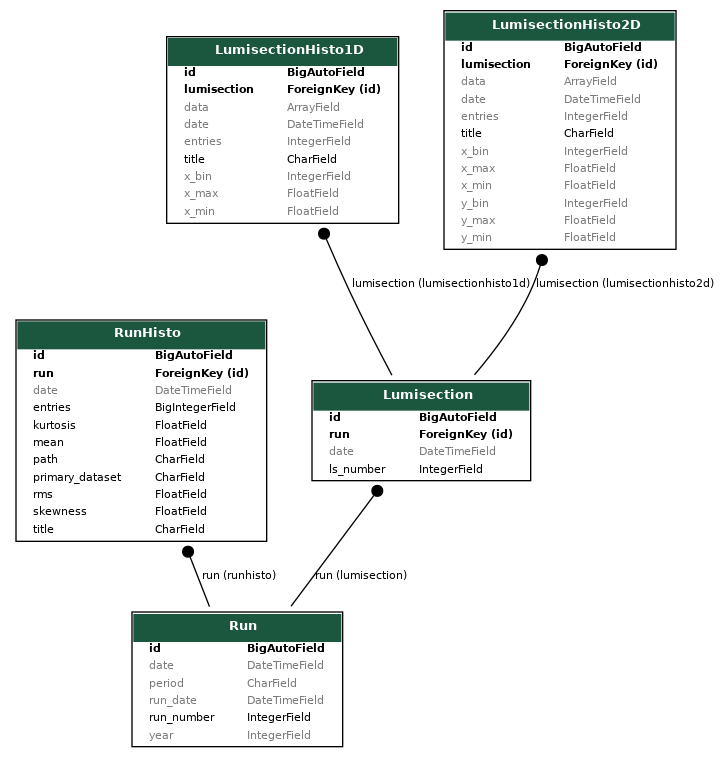 LumisectionHisto1D
id BigAutoField
lumisection ForeignKey (id)
data ArrayField
date DateTimeField
entries IntegerField
title CharField
x_bin IntegerField
x_max FloatField
x_min FloatField
LumisectionHisto2D
id BigAutoField
lumisection ForeignKey (id)
data ArrayField
date DateTimeField
entries IntegerField
title CharField
x_bin IntegerField
x_max FloatField
x_min FloatField
y_bin IntegerField
y_max FloatField
y_min FloatField
lumisection (lumisectionhisto1d)
lumisection (lumisectionhisto2d)
RunHisto
id BigAutoField
run ForeignKey (id)
date DateTimeField
entries BigIntegerField
kurtosis FloatField
mean FloatField
path CharField
primary_dataset CharField
rms FloatField
skewness FloatField
title CharField
Lumisection
id BigAutoField
run ForeignKey (id)
date DateTimeField
ls_number IntegerField
run (runhisto)
run (lumisection)
Run
id BigAutoField
date DateTimeField
period CharField
run_date DateTimeField
run_number IntegerField
year IntegerField